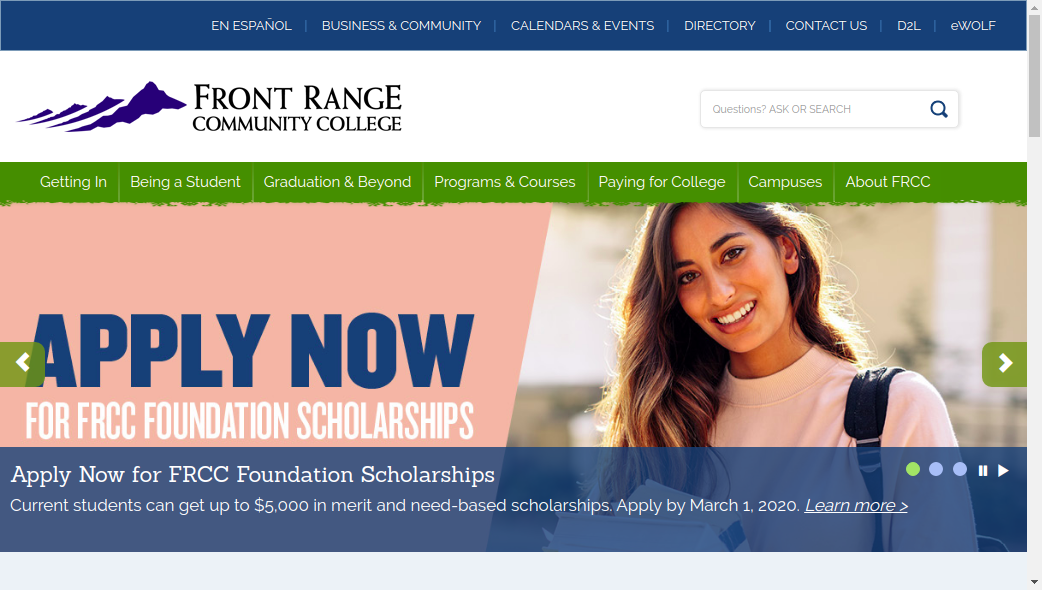 EN ESPAÑOL | BUSINESS & COMMUNITY | CALENDARS & EVENTS | DIRECTORY | CONTACT US | D2L | eWOLF
FRONT RANGE
COMMUNITY COLLEGE
Questions? ASK OR SEARCH
Getting In Being a Student Graduation & Beyond Programs & Courses Paying for College Campuses About FRCC
APPLY NOW
FOR FRCC FOUNDATION SCHOLARSHIPS
Apply Now for FRCC Foundation Scholarships
Current students can get up to $5,000 in merit and need-based scholarships. Apply by March 1, 2020. Learn more >